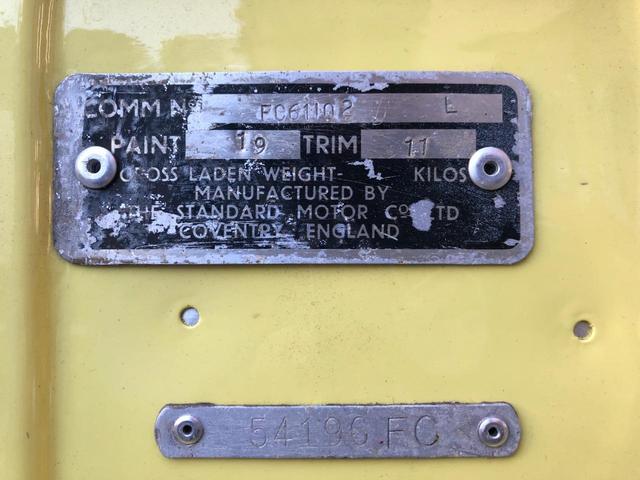 COMM Nº FC61102 L
PAINT 19 TRIM 11
GROSS LADEN WEIGHT- KILOS
MANUFACTURED BY
THE STANDARD MOTOR Cº LTD
COVENTRY, ENGLAND
54196 FC